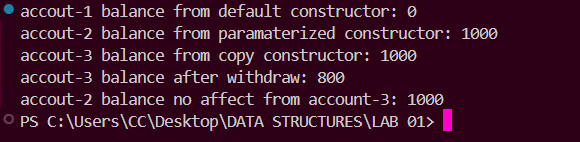 accout-1 balance from default constructor: 0
accout-2 balance from paramaterized constructor: 1000
accout-3 balance from copy constructor: 1000
accout-3 balance after withdraw: 800
accout-2 balance no affect from account-3: 1000
PS C:\Users\CC\Desktop\DATA STRUCTURES\LAB 01>